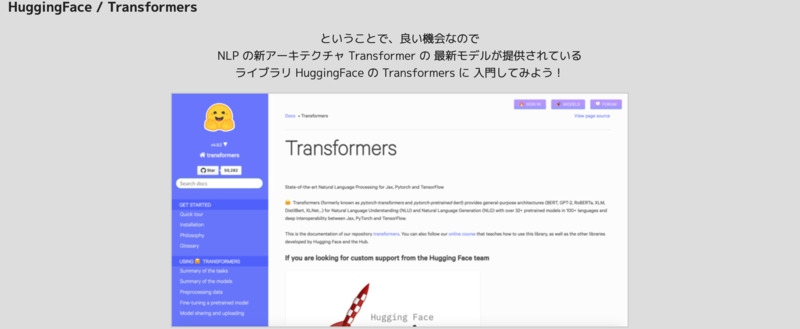 HuggingFace / Transformers
ということで、良い機会なので
NLP の新アーキテクチャ Transformer の 最新モデルが提供されている
ライブラリ HuggingFace の Transformers に 入門してみよう！
Docs » Transformers
View page source
transformers
Star
Search docs
GET STARTED
Quick tour
Installation
Philosophy
Glossary
USING 🤗 TRANSFORMERS
Summary of the tasks
Summary of the models
Preprocessing data
Fine-tuning a pretrained model
Model sharing and uploading
Transformers
State-of-the-art Natural Language Processing for Jax, Pytorch and TensorFlow
🤗 Transformers (formerly known as pytorch-transformers and pytorch-pretrained-bert) provides general-purpose architectures (BERT, GPT-2, RoBERTa, XLM,
DistilBert, XLNet…) for Natural Language Understanding (NLU) and Natural Language Generation (NLG) with over 32+ pretrained models in 100+ languages and
deep interoperability between Jax, PyTorch and TensorFlow.
This is the documentation of our repository transformers. You can also follow our online course that teaches how to use this library, as well as the other libraries
developed by Hugging Face and the Hub.
If you are looking for custom support from the Hugging Face team
Hugging Face